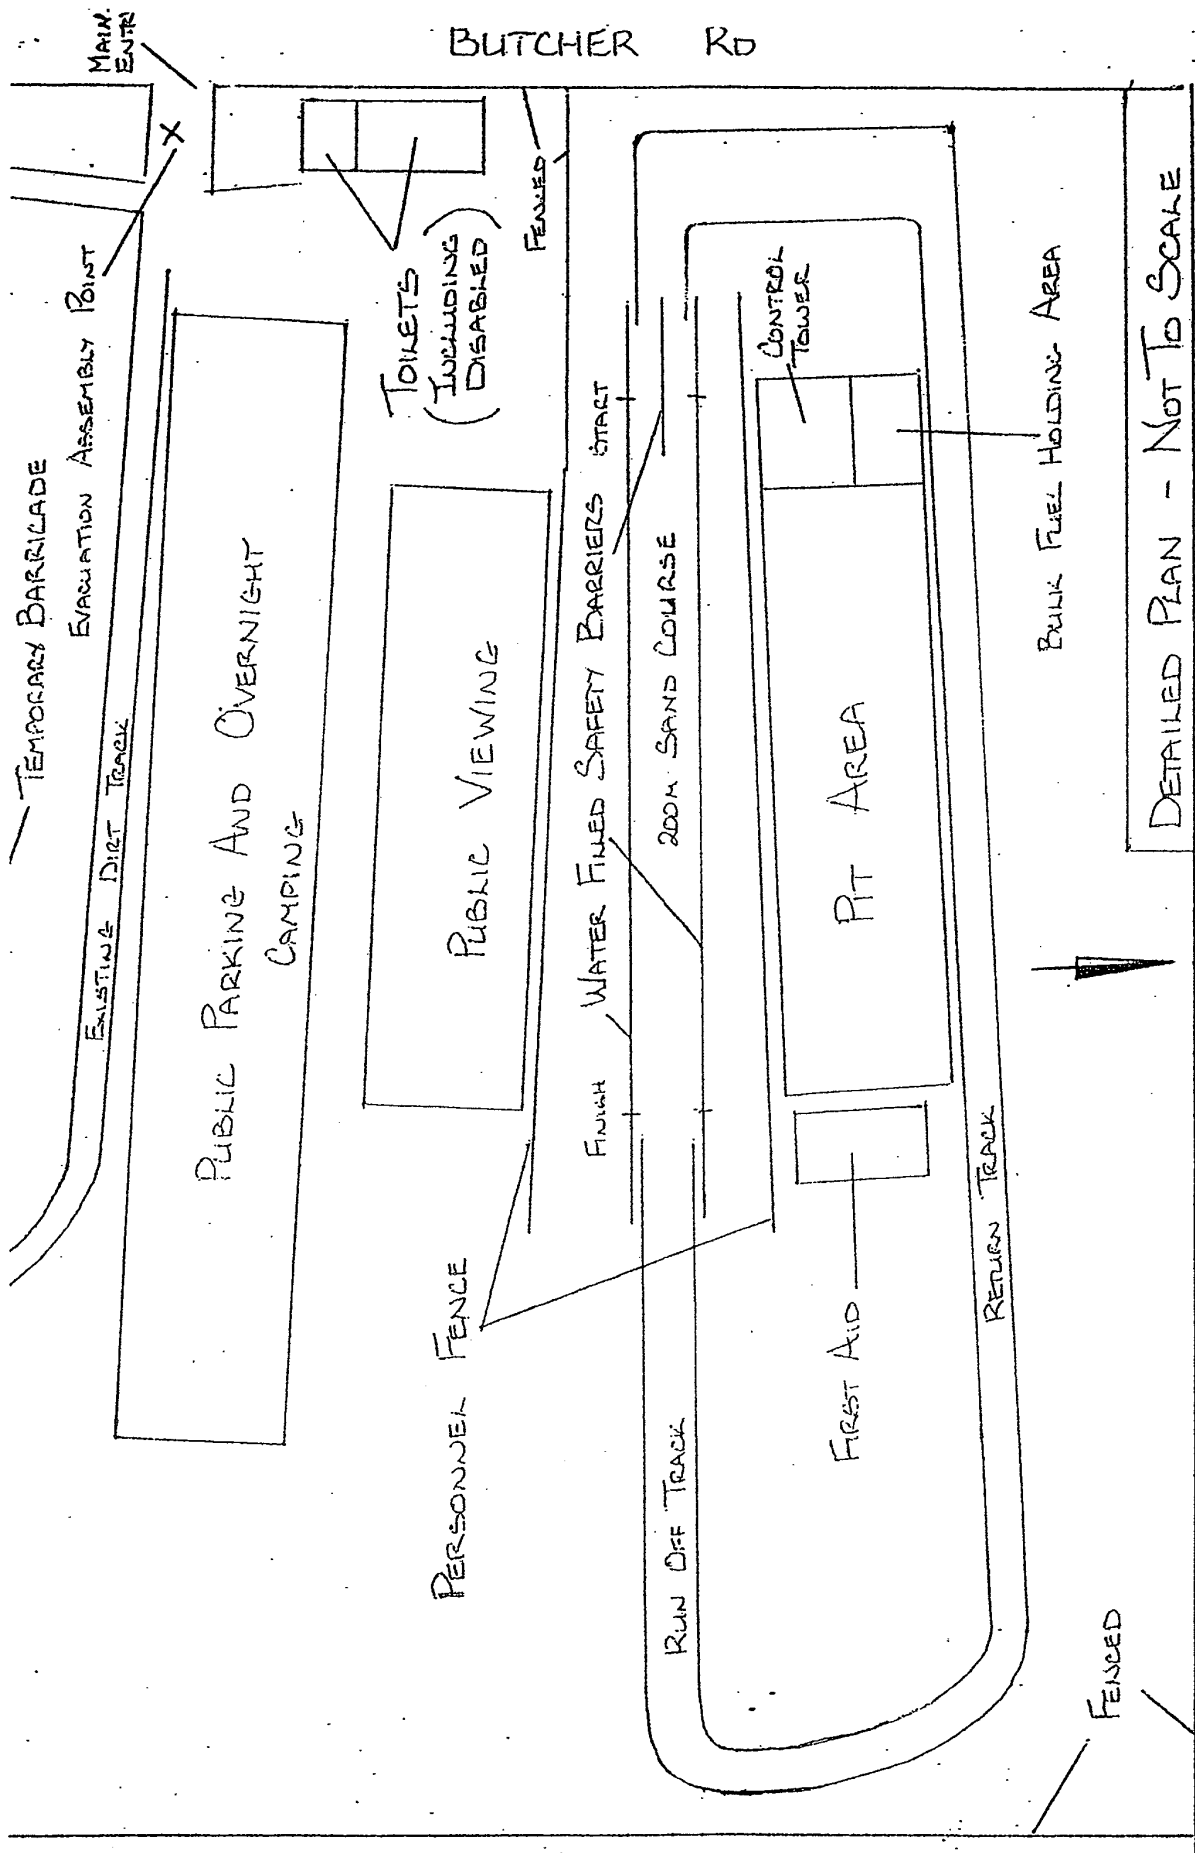 BUTCHER RD
MAIN
ENTRY
TEMPORARY BARRICADE
EVACUATION ASSEMBLY POINT
EXISTING DIRT TRACK
PUBLIC PARKING AND OVERNIGHT
CAMPING
TOILETS
(INCLUDING
DISABLED)
FENCED
PUBLIC VIEWING
PERSONNEL FENCE
START
WATER FILLED SAFETY BARRIERS
FINISH
200M SAND COURSE
RUN OFF TRACK
CONTROL
TOWER
PIT AREA
FIRST AID
RETURN TRACK
BULK FUEL HOLDING AREA
FENCED
DETAILED PLAN - NOT TO SCALE